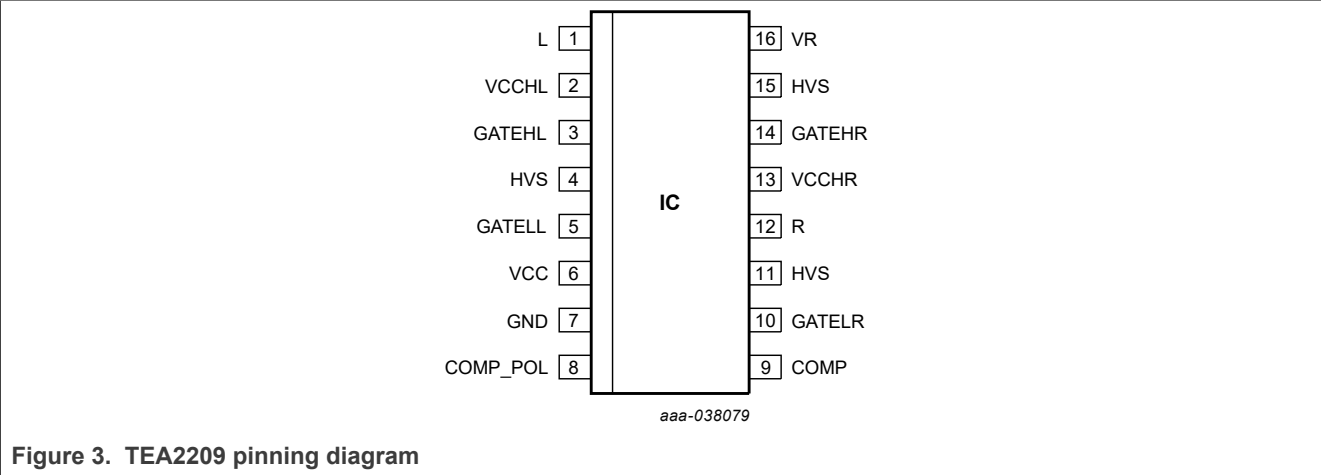 L 1 16 VR
VCCHL 2 15 HVS
GATEHL 3 14 GATEHR
HVS 4 13 VCCHR
IC
GATELL 5 12 R
VCC 6 11 HVS
GND 7 10 GATELR
COMP_POL 8 9 COMP
aaa-038079
Figure 3. TEA2209 pinning diagram